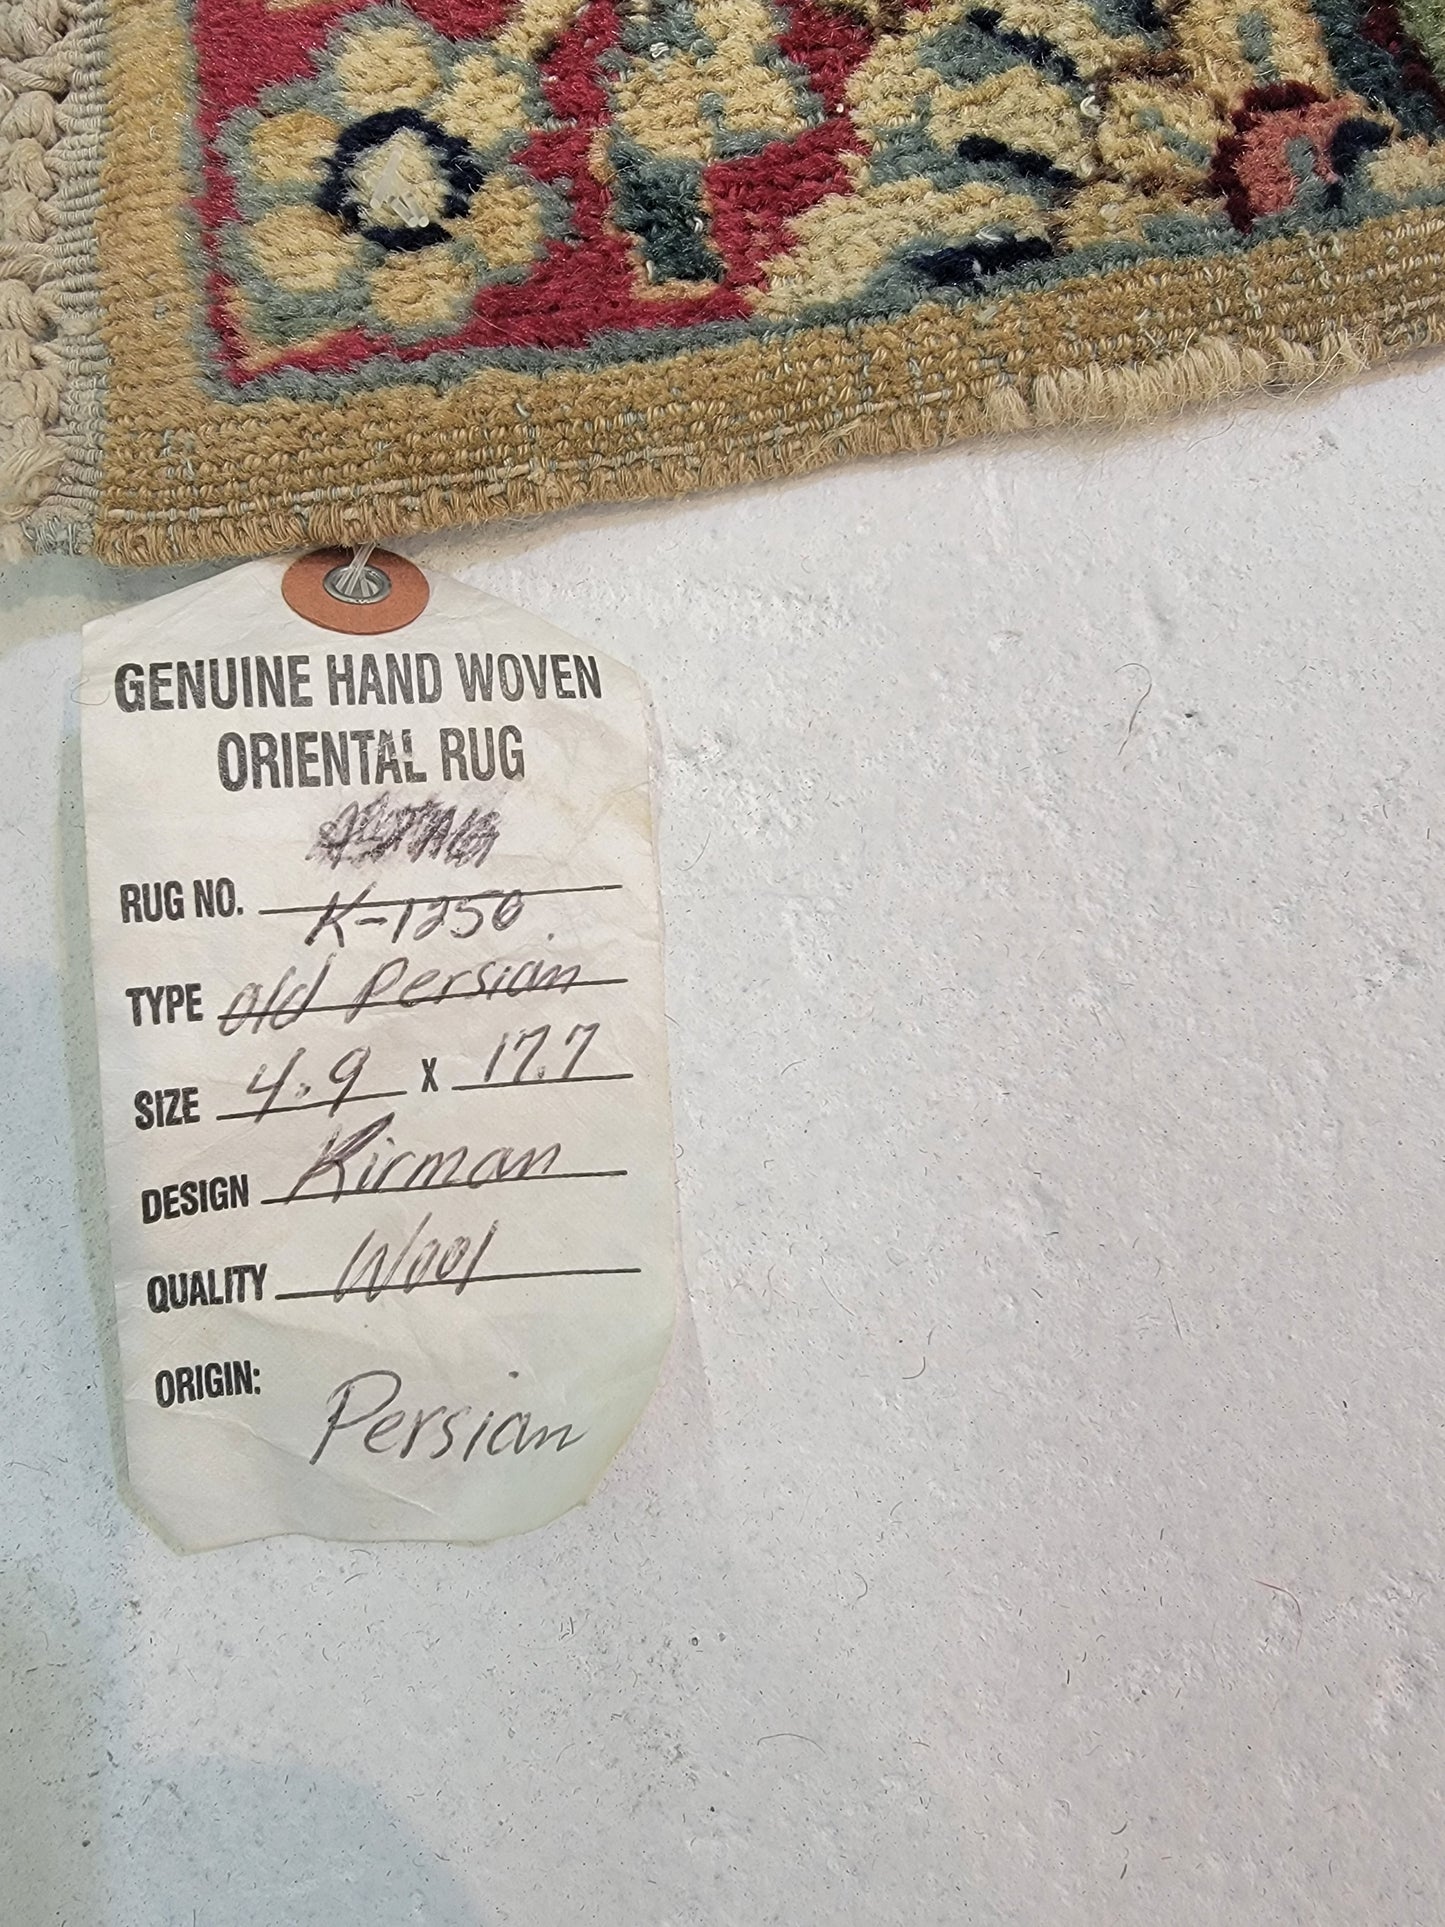 GENUINE HAND WOVEN
ORIENTAL RUG
RUG NO. K-1250
TYPE old Persian
SIZE 4.9 X 17.7
DESIGN Kirman
QUALITY Wool
ORIGIN:
Persian